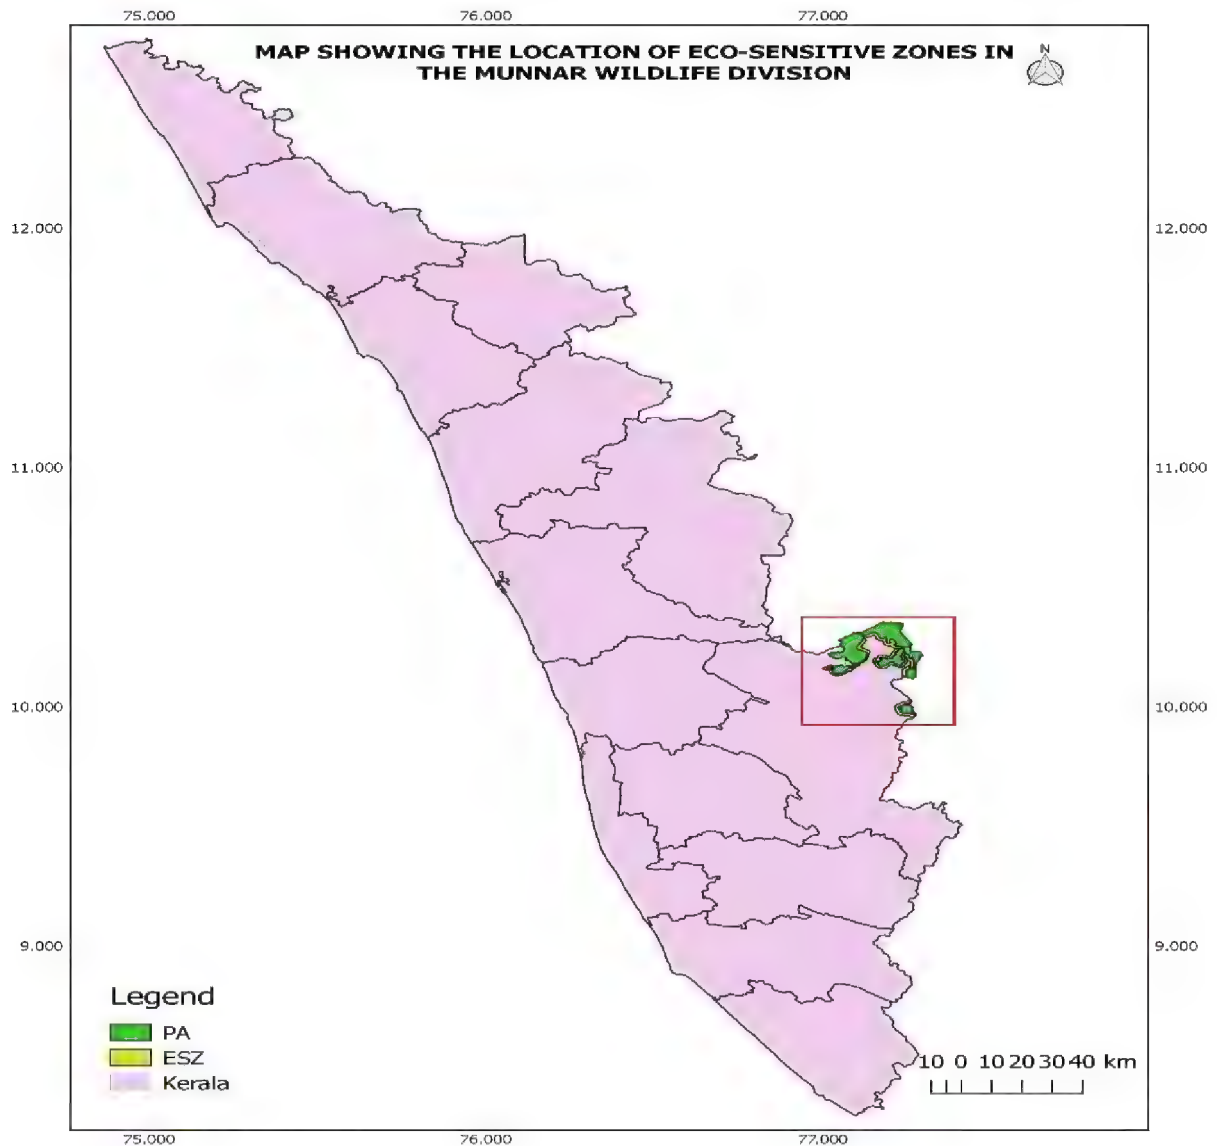 75.000 76.000 77.000
MAP SHOWING THE LOCATION OF ECO-SENSITIVE ZONES IN
THE MUNNAR WILDLIFE DIVISION
N
12.000 12.000
11.000 11.000
10.000 10.000
9.000 9.000
Legend
PA
ESZ
Kerala
10 0 10 20 30 40 km
75.000 76.000 77.000